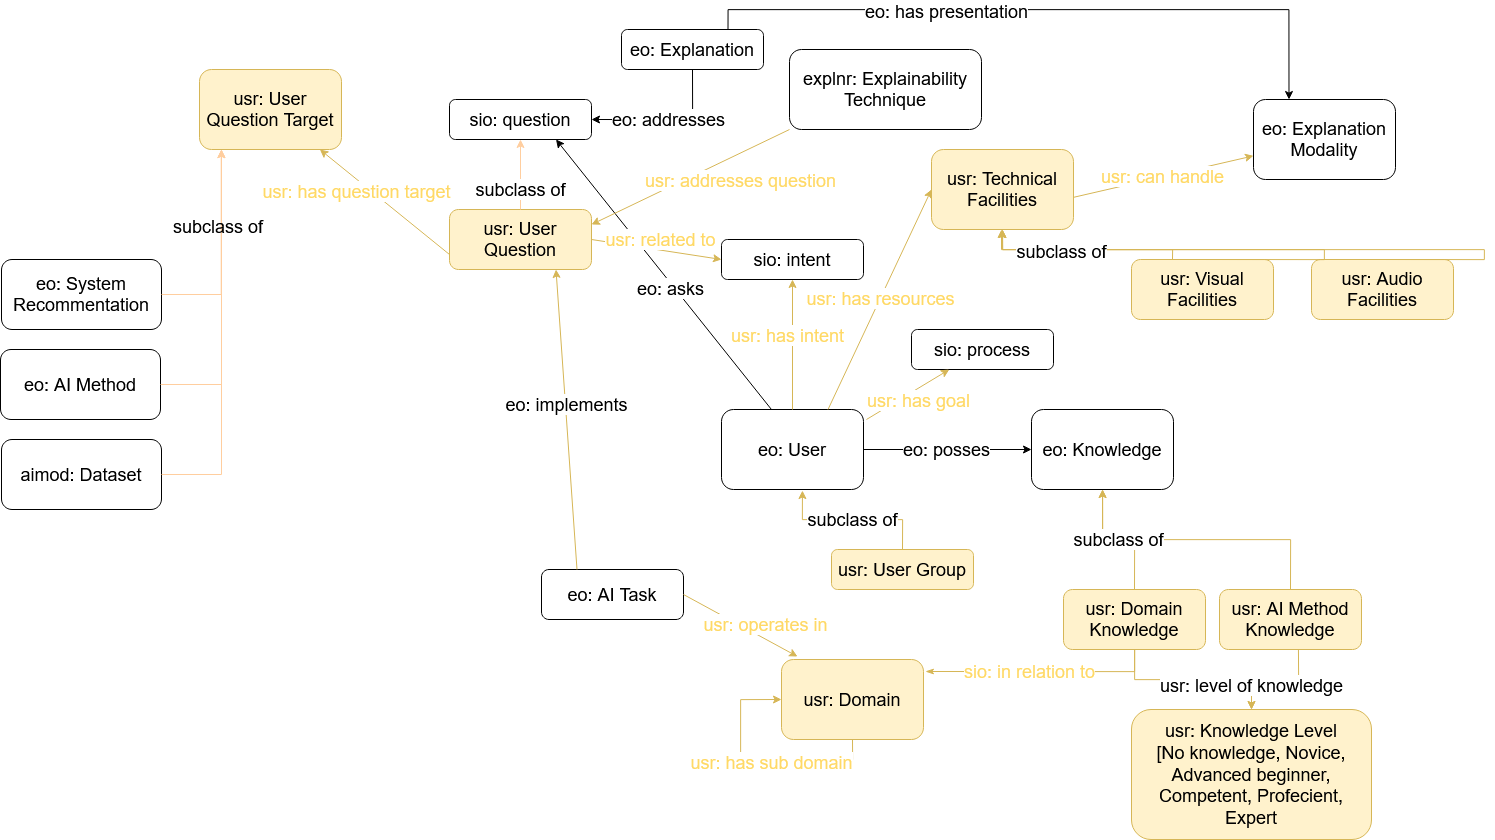 eo: has presentation
eo: Explanation
explnr: Explainability
Technique
usr: User
Question Target
sio: question
eo: addresses
eo: Explanation
Modality
usr: addresses question
usr: can handle
usr: has question target
subclass of
usr: Technical
Facilities
subclass of
usr: User
Question
usr: related to
sio: intent
subclass of
eo: System
Recommentation
eo: asks
usr: has resources
usr: Visual
Facilities
usr: Audio
Facilities
usr: has intent
sio: process
eo: AI Method
eo: implements
usr: has goal
aimod: Dataset
eo: User
eo: posses
eo: Knowledge
subclass of
subclass of
usr: User Group
eo: AI Task
usr: Domain
Knowledge
usr: AI Method
Knowledge
usr: operates in
sio: in relation to
usr: level of knowledge
usr: Domain
usr: has sub domain
usr: Knowledge Level
[No knowledge, Novice,
Advanced beginner,
Competent, Profecient,
Expert